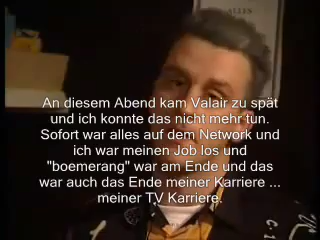 ALLES
An diesem Abend kam Valair zu spät
und ich konnte das nicht mehr tun.
Sofort war alles auf dem Network und
ich war meinen Job los und
"boemerang" war am Ende und das
war auch das Ende meiner Karriere ...
meiner TV Karriere.